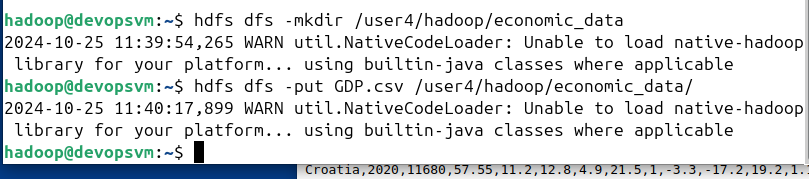 hadoop@devopsvm:~$ hdfs dfs -mkdir /user4/hadoop/economic_data
2024-10-25 11:39:54,265 WARN util.NativeCodeLoader: Unable to load native-hadoop
library for your platform... using builtin-java classes where applicable
hadoop@devopsvm:~$ hdfs dfs -put GDP.csv /user4/hadoop/economic_data/
2024-10-25 11:40:17,899 WARN util.NativeCodeLoader: Unable to load native-hadoop
library for your platform... using builtin-java classes where applicable
hadoop@devopsvm:~$
Croatia,2020,11680,57.55,11.2,12.8,4.9,21.5,1,-3.3,-17.2,19.2,1.